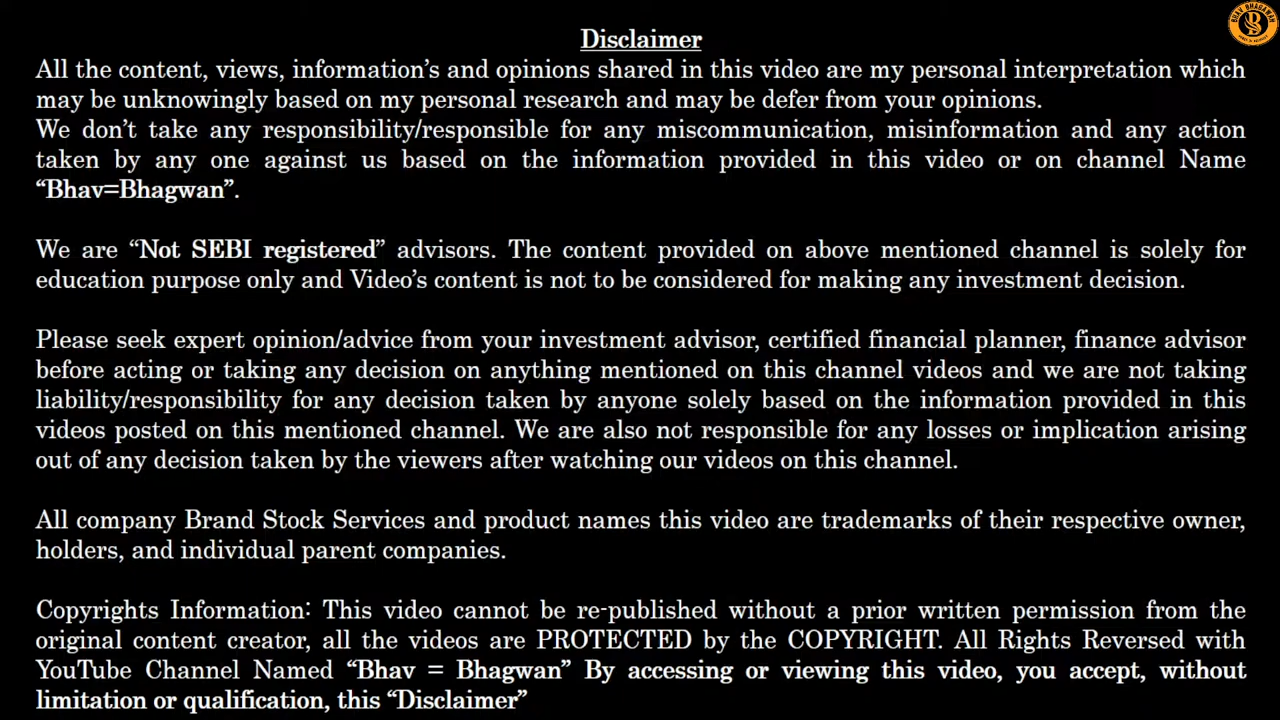 Disclaimer
All the content, views, information’s and opinions shared in this video are my personal interpretation which
may be unknowingly based on my personal research and may be defer from your opinions.
We don’t take any responsibility/responsible for any miscommunication, misinformation and any action
taken by any one against us based on the information provided in this video or on channel Name
“Bhav=Bhagwan”.
We are “Not SEBI registered” advisors. The content provided on above mentioned channel is solely for
education purpose only and Video’s content is not to be considered for making any investment decision.
Please seek expert opinion/advice from your investment advisor, certified financial planner, finance advisor
before acting or taking any decision on anything mentioned on this channel videos and we are not taking
liability/responsibility for any decision taken by anyone solely based on the information provided in this
videos posted on this mentioned channel. We are also not responsible for any losses or implication arising
out of any decision taken by the viewers after watching our videos on this channel.
All company Brand Stock Services and product names this video are trademarks of their respective owner,
holders, and individual parent companies.
Copyrights Information: This video cannot be re-published without a prior written permission from the
original content creator, all the videos are PROTECTED by the COPYRIGHT. All Rights Reversed with
YouTube Channel Named “Bhav = Bhagwan” By accessing or viewing this video, you accept, without
limitation or qualification, this “Disclaimer”
BHAV BHAGAWAN